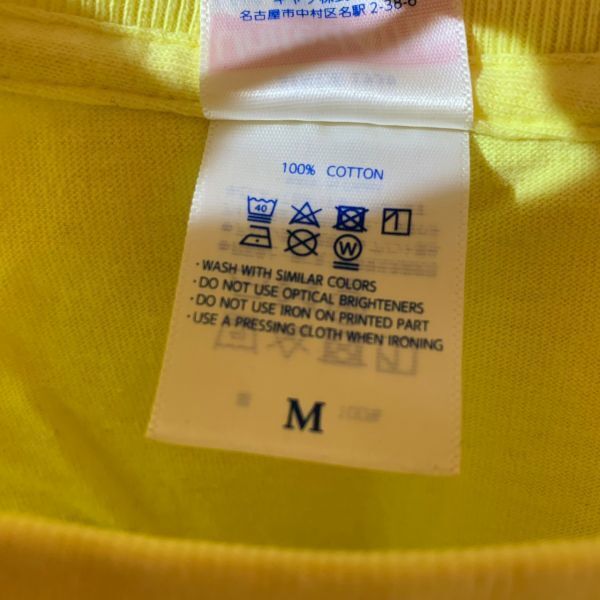 名古屋市中村区名駅 2-38-6
100% COTTON
40
W
· WASH WITH SIMILAR COLORS
· DO NOT USE OPTICAL BRIGHTENERS
· DO NOT USE IRON ON PRINTED PART
· USE A PRESSING CLOTH WHEN IRONING
M